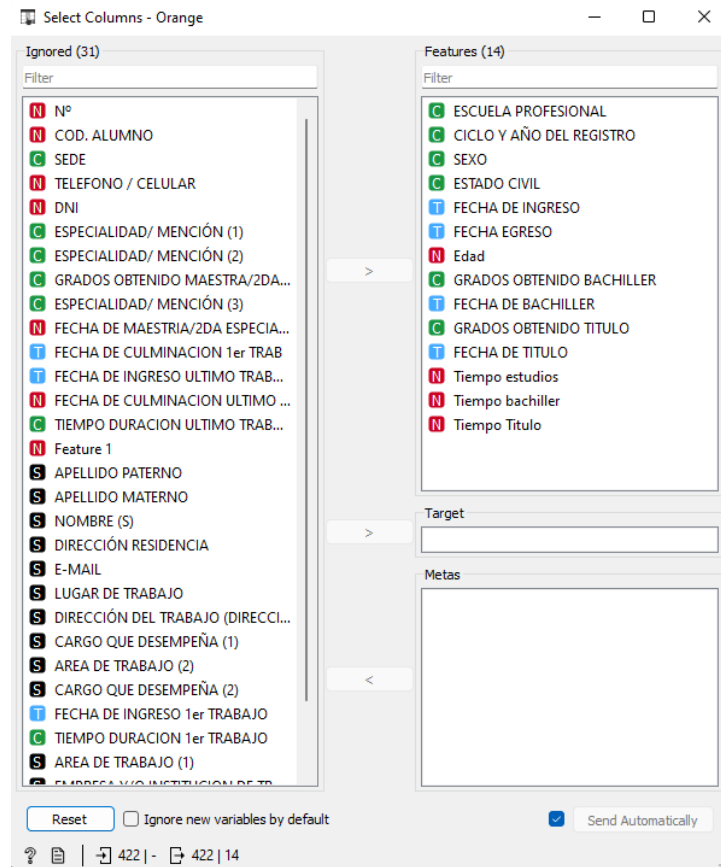 Select Columns - Orange
Ignored (31)
Filter
N Nº
N COD. ALUMNO
C SEDE
N TELEFONO / CELULAR
N DNI
C ESPECIALIDAD/ MENCIÓN (1)
C ESPECIALIDAD/ MENCIÓN (2)
C GRADOS OBTENIDO MAESTRA/2DA...
C ESPECIALIDAD/ MENCIÓN (3)
N FECHA DE MAESTRIA/2DA ESPECIA...
T FECHA DE CULMINACION 1er TRAB
T FECHA DE INGRESO ULTIMO TRAB...
N FECHA DE CULMINACION ULTIMO ...
C TIEMPO DURACION ULTIMO TRAB...
N Feature 1
S APELLIDO PATERNO
S APELLIDO MATERNO
S NOMBRE (S)
S DIRECCIÓN RESIDENCIA
S E-MAIL
S LUGAR DE TRABAJO
S DIRECCIÓN DEL TRABAJO (DIRECCI...
S CARGO QUE DESEMPEÑA (1)
S AREA DE TRABAJO (2)
S CARGO QUE DESEMPEÑA (2)
T FECHA DE INGRESO 1er TRABAJO
C TIEMPO DURACION 1er TRABAJO
S AREA DE TRABAJO (1)
>
>
<
Features (14)
Filter
C ESCUELA PROFESIONAL
C CICLO Y AÑO DEL REGISTRO
C SEXO
C ESTADO CIVIL
T FECHA DE INGRESO
T FECHA EGRESO
N Edad
C GRADOS OBTENIDO BACHILLER
T FECHA DE BACHILLER
C GRADOS OBTENIDO TITULO
T FECHA DE TITULO
N Tiempo estudios
N Tiempo bachiller
N Tiempo Titulo
Target
Metas
Reset
Ignore new variables by default
Send Automatically
? 422 | - 422 | 14